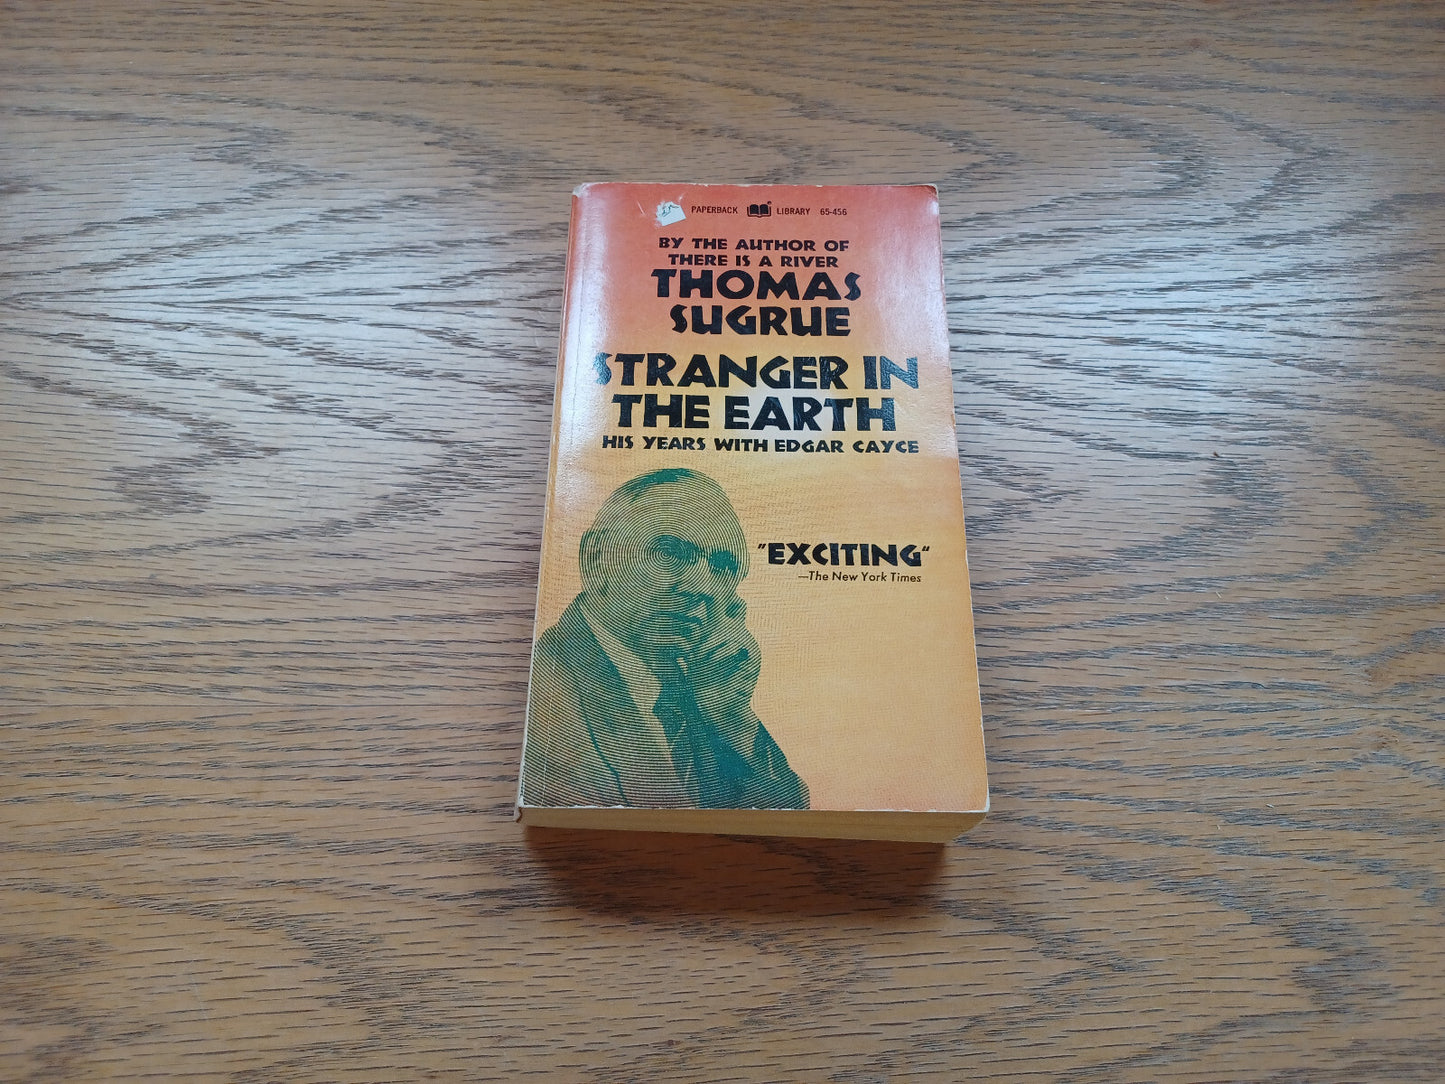 PAPERBACK LIBRARY 65-456
BY THE AUTHOR OF
THERE IS A RIVER
THOMAS
SUGRUE
STRANGER IN
THE EARTH
HIS YEARS WITH EDGAR CAYCE
"EXCITING"
—The New York Times